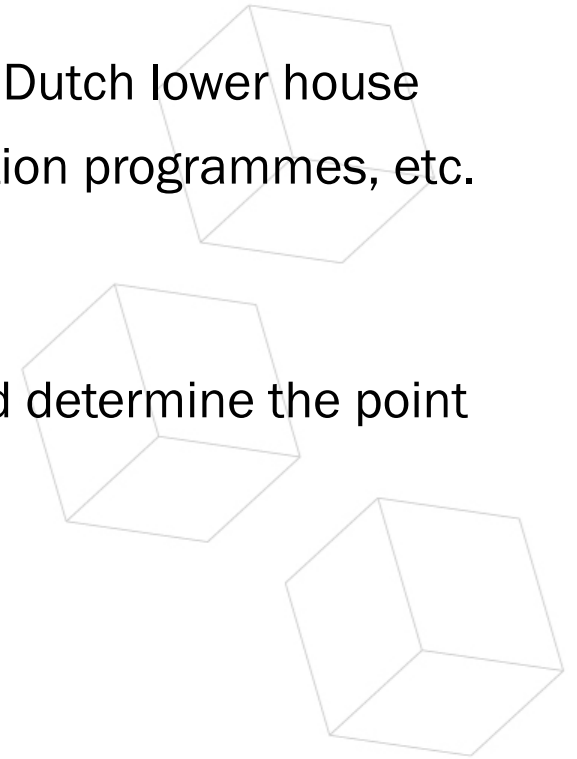 Dutch lower house
ion programmes, etc.
d determine the point